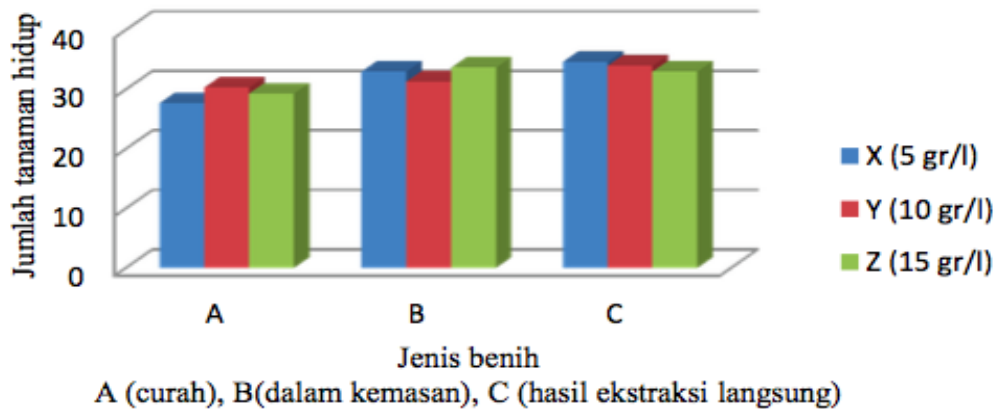 Jumlah tanaman hidup
40
30
20
10
0
A
B
C
X (5 gr/l)
Y (10 gr/l)
Z (15 gr/l)
Jenis benih
A (curah), B(dalam kemasan), C (hasil ekstraksi langsung)